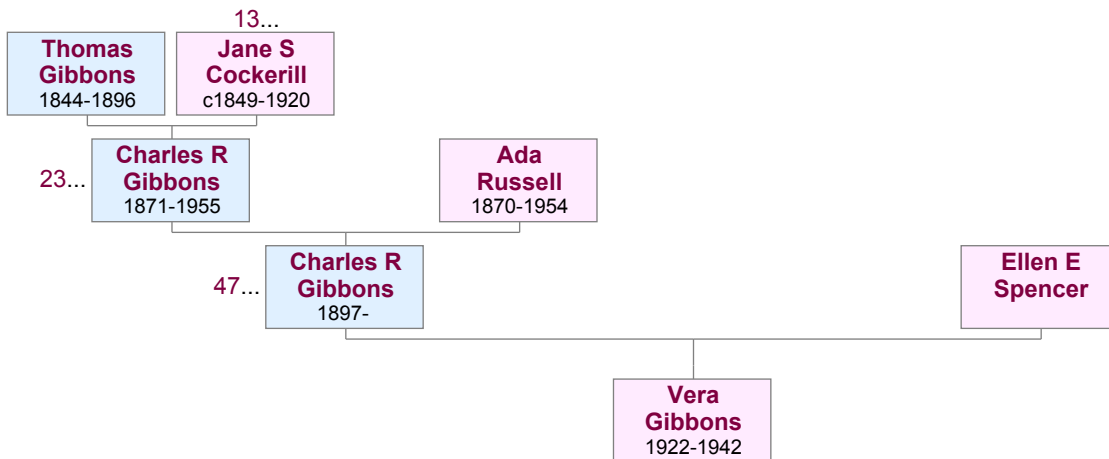 13...
Thomas
Gibbons
1844-1896
Jane S
Cockerill
c1849-1920
23...
Charles R
Gibbons
1871-1955
Ada
Russell
1870-1954
47...
Charles R
Gibbons
1897-
Ellen E
Spencer
Vera
Gibbons
1922-1942